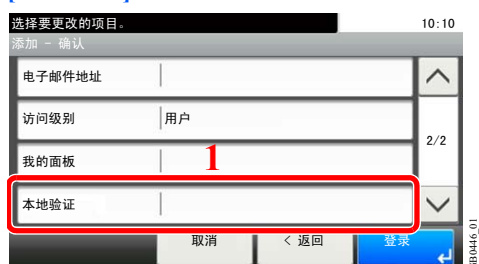 选择要更改的项目。 10:10
添加 - 确认
电子邮件地址
访问级别 用户
2/2
我的面板 1
本地验证
取消 < 返回 登录